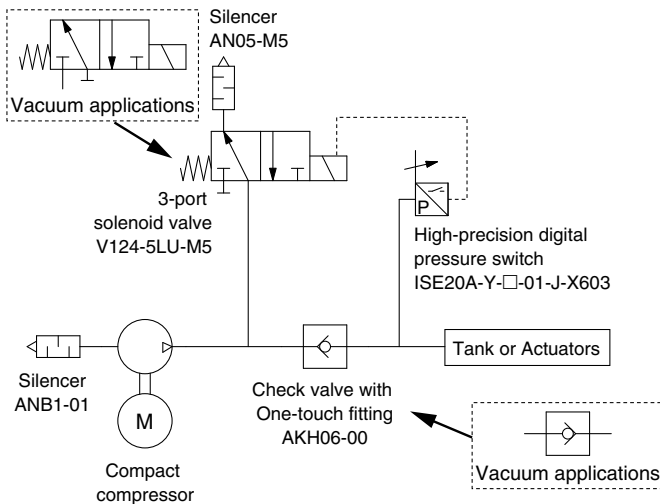 Silencer
AN05-M5
Vacuum applications
3-port
solenoid valve
V124-5LU-M5
P
High-precision digital
pressure switch
ISE20A-Y-□-01-J-X603
Tank or Actuators
Silencer
ANB1-01
M
Compact
compressor
Check valve with
One-touch fitting
AKH06-00
Vacuum applications